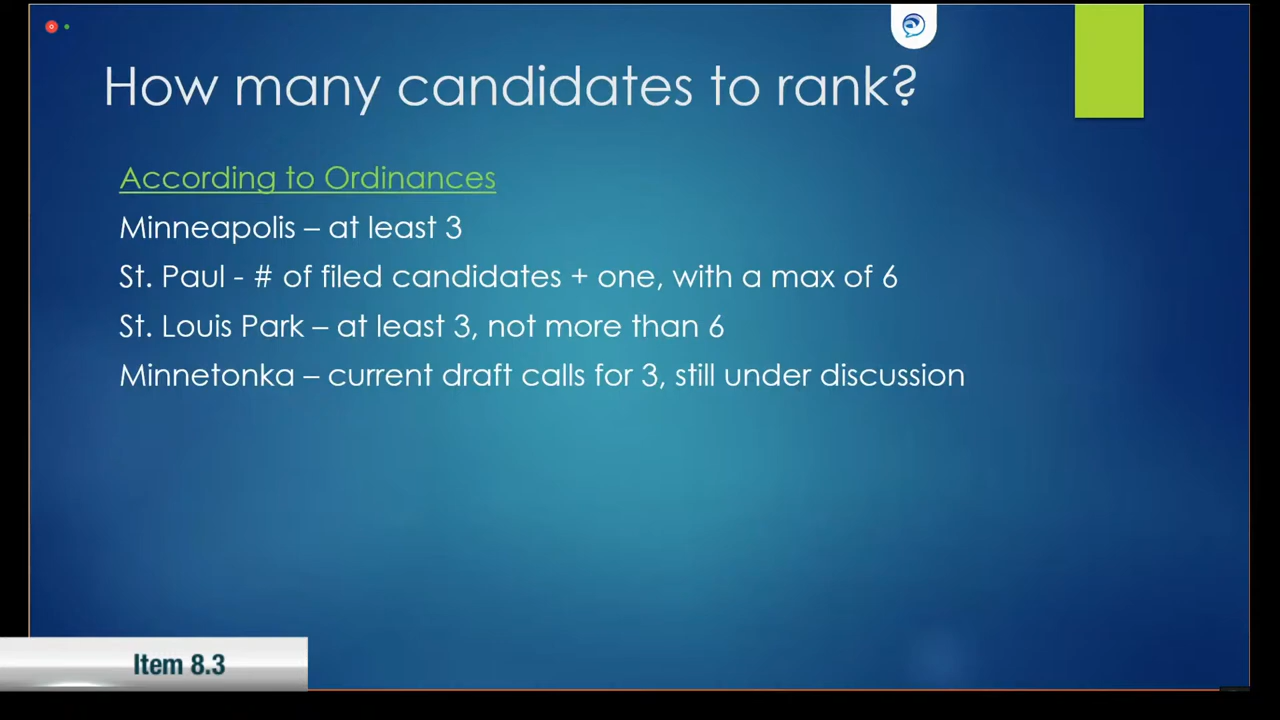 How many candidates to rank?
According to Ordinances
Minneapolis – at least 3
St. Paul - # of filed candidates + one, with a max of 6
St. Louis Park – at least 3, not more than 6
Minnetonka – current draft calls for 3, still under discussion
Item 8.3